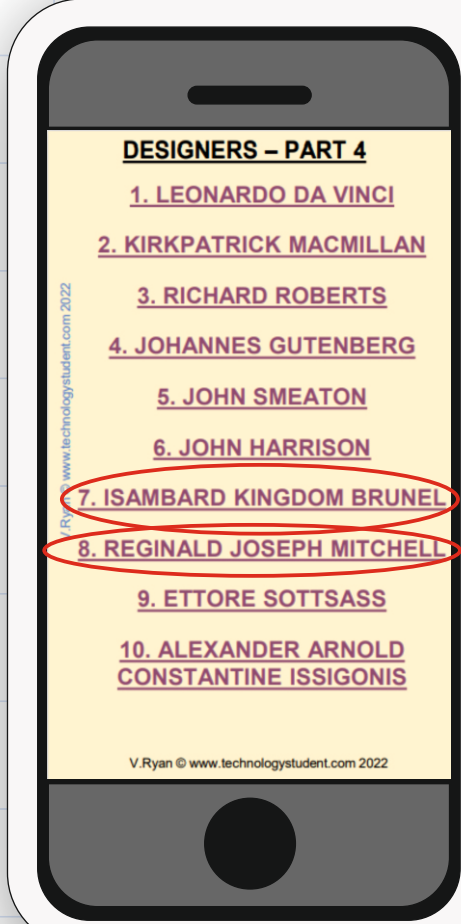 DESIGNERS – PART 4
1. LEONARDO DA VINCI
2. KIRKPATRICK MACMILLAN
3. RICHARD ROBERTS
4. JOHANNES GUTENBERG
5. JOHN SMEATON
6. JOHN HARRISON
7. ISAMBARD KINGDOM BRUNEL
8. REGINALD JOSEPH MITCHELL
9. ETTORE SOTTSASS
10. ALEXANDER ARNOLD
CONSTANTINE ISSIGONIS
V.Ryan © www.technologystudent.com 2022
V.Ryan © www.technologystudent.com 2022